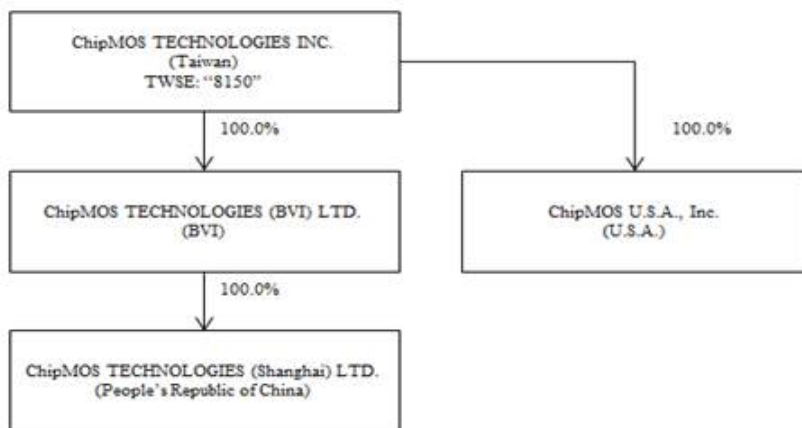 ChipMOS TECHNOLOGIES INC.
(Taiwan)
TWSE: “8150”
100.0%
100.0%
ChipMOS TECHNOLOGIES (BVI) LTD.
(BVI)
ChipMOS U.S.A., Inc.
(U.S.A.)
100.0%
ChipMOS TECHNOLOGIES (Shanghai) LTD.
(People’s Republic of China)